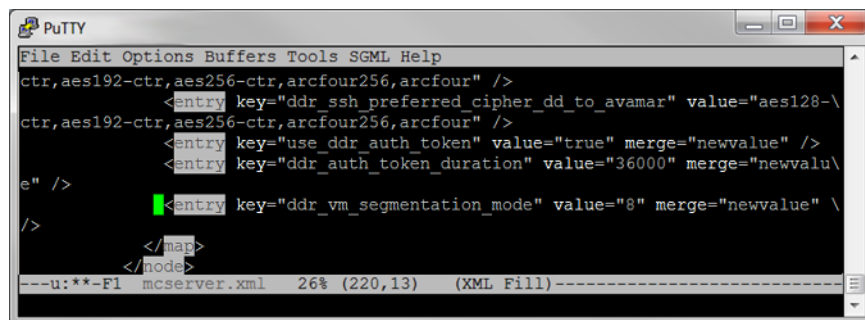 PuTTY
File Edit Options Buffers Tools SGML Help
ctr,aes192-ctr,aes256-ctr,arcfour256,arcfour" />
<entry key="ddr_ssh_preferred_cipher_dd_to_avamar" value="aes128-\
ctr,aes192-ctr,aes256-ctr,arcfour256,arcfour" />
<entry key="use_ddr_auth_token" value="true" merge="newvalue" />
<entry key="ddr_auth_token_duration" value="36000" merge="newvalu\
e" />
<entry key="ddr_vm_segmentation_mode" value="8" merge="newvalue" \
/>
</map>
</node>
---u:**-F1 mcserver.xml 26% (220,13) (XML Fill)----------------------------